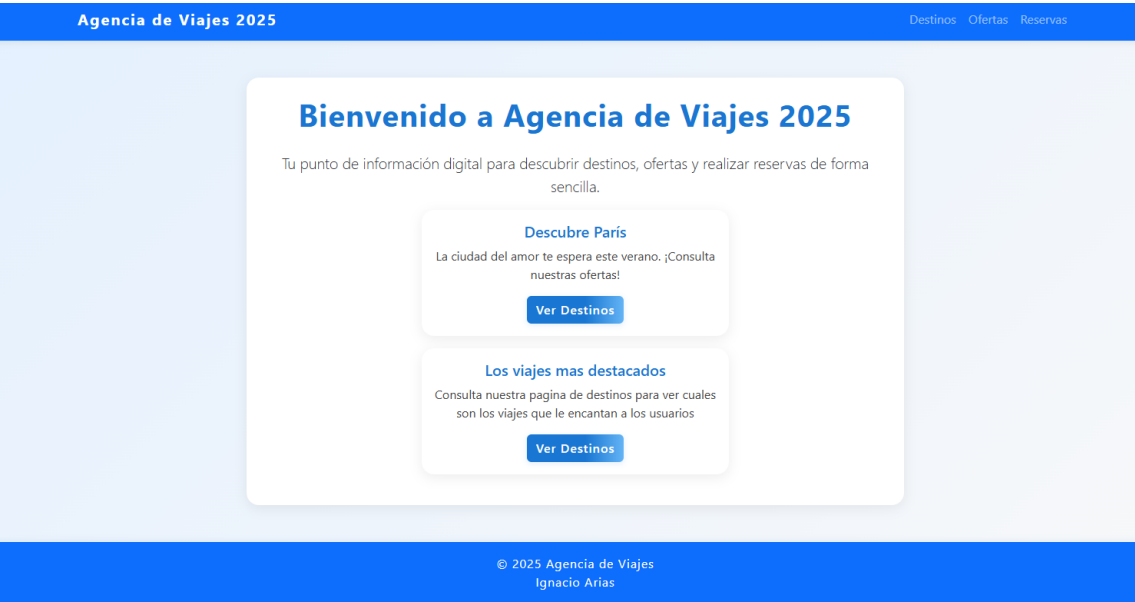 Agencia de Viajes 2025
Destinos Ofertas Reservas
Bienvenido a Agencia de Viajes 2025
Tu punto de información digital para descubrir destinos, ofertas y realizar reservas de forma
sencilla.
Descubre París
La ciudad del amor te espera este verano. ¡Consulta
nuestras ofertas!
Ver Destinos
Los viajes mas destacados
Consulta nuestra pagina de destinos para ver cuales
son los viajes que le encantan a los usuarios
Ver Destinos
© 2025 Agencia de Viajes
Ignacio Arias